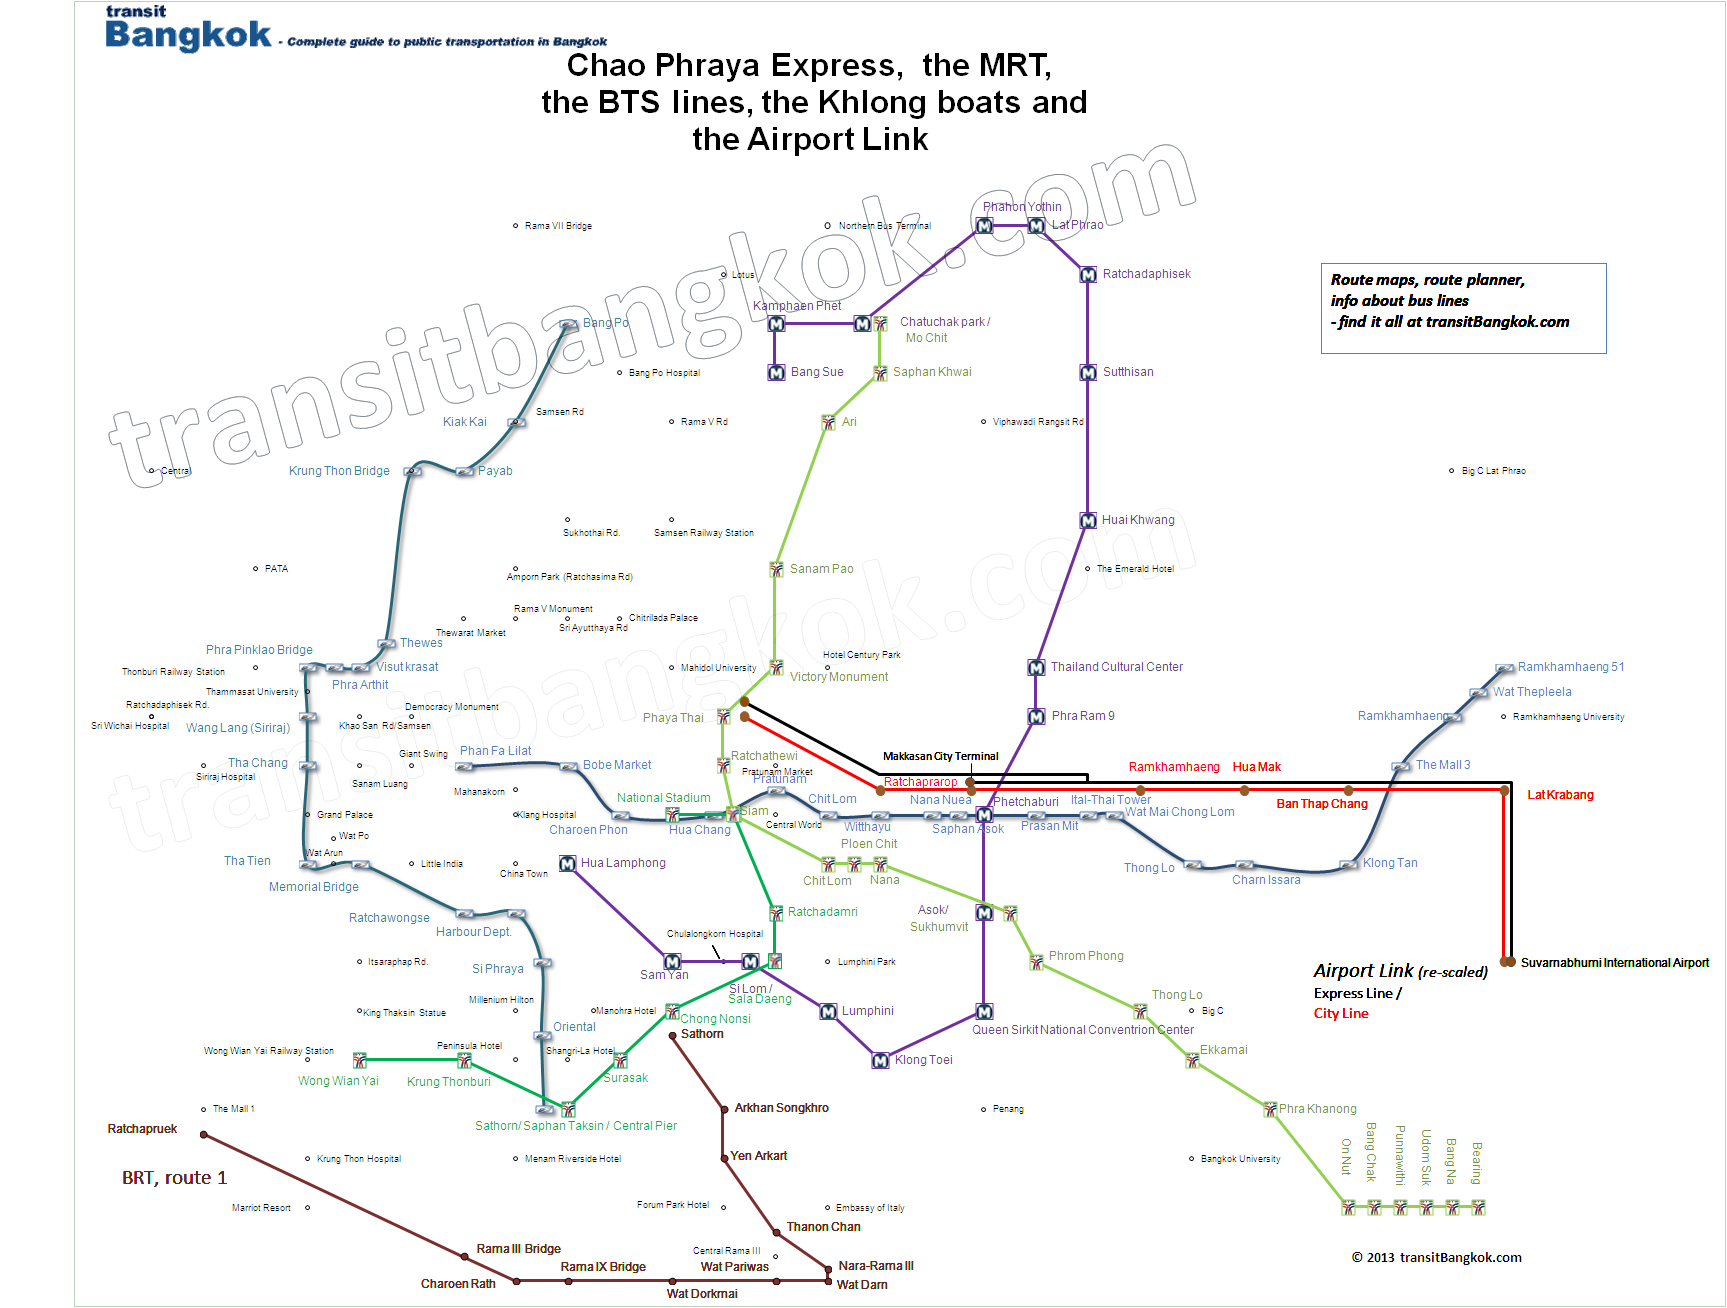 transit
Bangkok - Complete guide to public transportation in Bangkok
Chao Phraya Express, the MRT,
the BTS lines, the Khlong boats and
the Airport Link
transitbangkok.com
transitbangkok.com
Route maps, route planner,
info about bus lines
- find it all at transitBangkok.com
Phahon Yothin
Lat Phrao
Rama VII Bridge
Northern Bus Terminal
Lotus
Ratchadaphisek
Kamphaen Phet
Chatuchak park /
Mo Chit
Bang Po
Bang Sue
Saphan Khwai
Sutthisan
Bang Po Hospital
Samsen Rd
Kiak Kai
Rama V Rd
Ari
Viphawadi Rangsit Rd
Central
Krung Thon Bridge
Payab
Big C Lat Phrao
Sukhothai Rd.
Samsen Railway Station
Huai Khwang
PATA
Amporn Park (Ratchasima Rd)
Sanam Pao
The Emerald Hotel
Rama V Monument
Thewarat Market
Sri Ayutthaya Rd
Chitrilada Palace
Thewes
Phra Pinklao Bridge
Visut krasat
Phra Arthit
Thonburi Railway Station
Mahidol University
Hotel Century Park
Victory Monument
Thailand Cultural Center
Ramkhamhaeng 51
Thammasat University
Wat Thepleela
Ratchadaphisek Rd.
Democracy Monument
Sri Wichai Hospital
Wang Lang (Siriraj)
Khao San Rd/Samsen
Phaya Thai
Phra Ram 9
Ramkhamhaeng
Ramkhamhaeng University
Giant Swing
Phan Fa Lilat
Bobe Market
Ratchathewi
Makkasan City Terminal
Tha Chang
Siriraj Hospital
Sanam Luang
Pratunam Market
Pratunam
Ratchaprarop
Ramkhamhaeng
Hua Mak
The Mall 3
Mahanakorn
National Stadium
Chit Lom
Nana Nuea
Phetchaburi
Ital-Thai Tower
Ban Thap Chang
Lat Krabang
Grand Palace
Klong Hospital
Siam
Wat Mai Chong Lom
Charoen Phon
Hua Chang
Central World
Witthayu
Saphan Asok
Prasan Mit
Wat Po
Wat Arun
Ploen Chit
Tha Tien
Little India
China Town
Hua Lamphong
Chit Lom
Nana
Thong Lo
Charn Issara
Klong Tan
Memorial Bridge
Ratchawongse
Harbour Dept.
Ratchadamri
Asok/
Sukhumvit
Chulalongkorn Hospital
Itsaraphap Rd.
Si Phraya
Sam Yan
Lumphini Park
Phrom Phong
Suvarnabhumi International Airport
Airport Link (re-scaled)
Express Line /
City Line
Si Lom /
Sala Daeng
Millenium Hilton
Thong Lo
King Thaksin Statue
Manohra Hotel
Chong Nonsi
Lumphini
Big C
Oriental
Sathorn
Queen Sirkit National Conventrion Center
Wong Wian Yai Railway Station
Peninsula Hotel
Shangri-La Hotel
Klong Toei
Ekkamai
Wong Wian Yai
Krung Thonburi
Surasak
The Mall 1
Arkhan Songkhro
Penang
Phra Khanong
Ratchapruek
Sathorn/ Saphan Taksin / Central Pier
Krung Thon Hospital
Menam Riverside Hotel
Yen Arkart
Bangkok University
On Nut
Bang Chak
Punnawithi
Udom Suk
Bang Na
Bearing
BRT, route 1
Marriot Resort
Forum Park Hotel
Embassy of Italy
Thanon Chan
Rama III Bridge
Central Rama III
Charoen Rath
Rama IX Bridge
Wat Pariwas
Nara-Rama III
Wat Dorkmai
Wat Darn
© 2013 transitBangkok.com